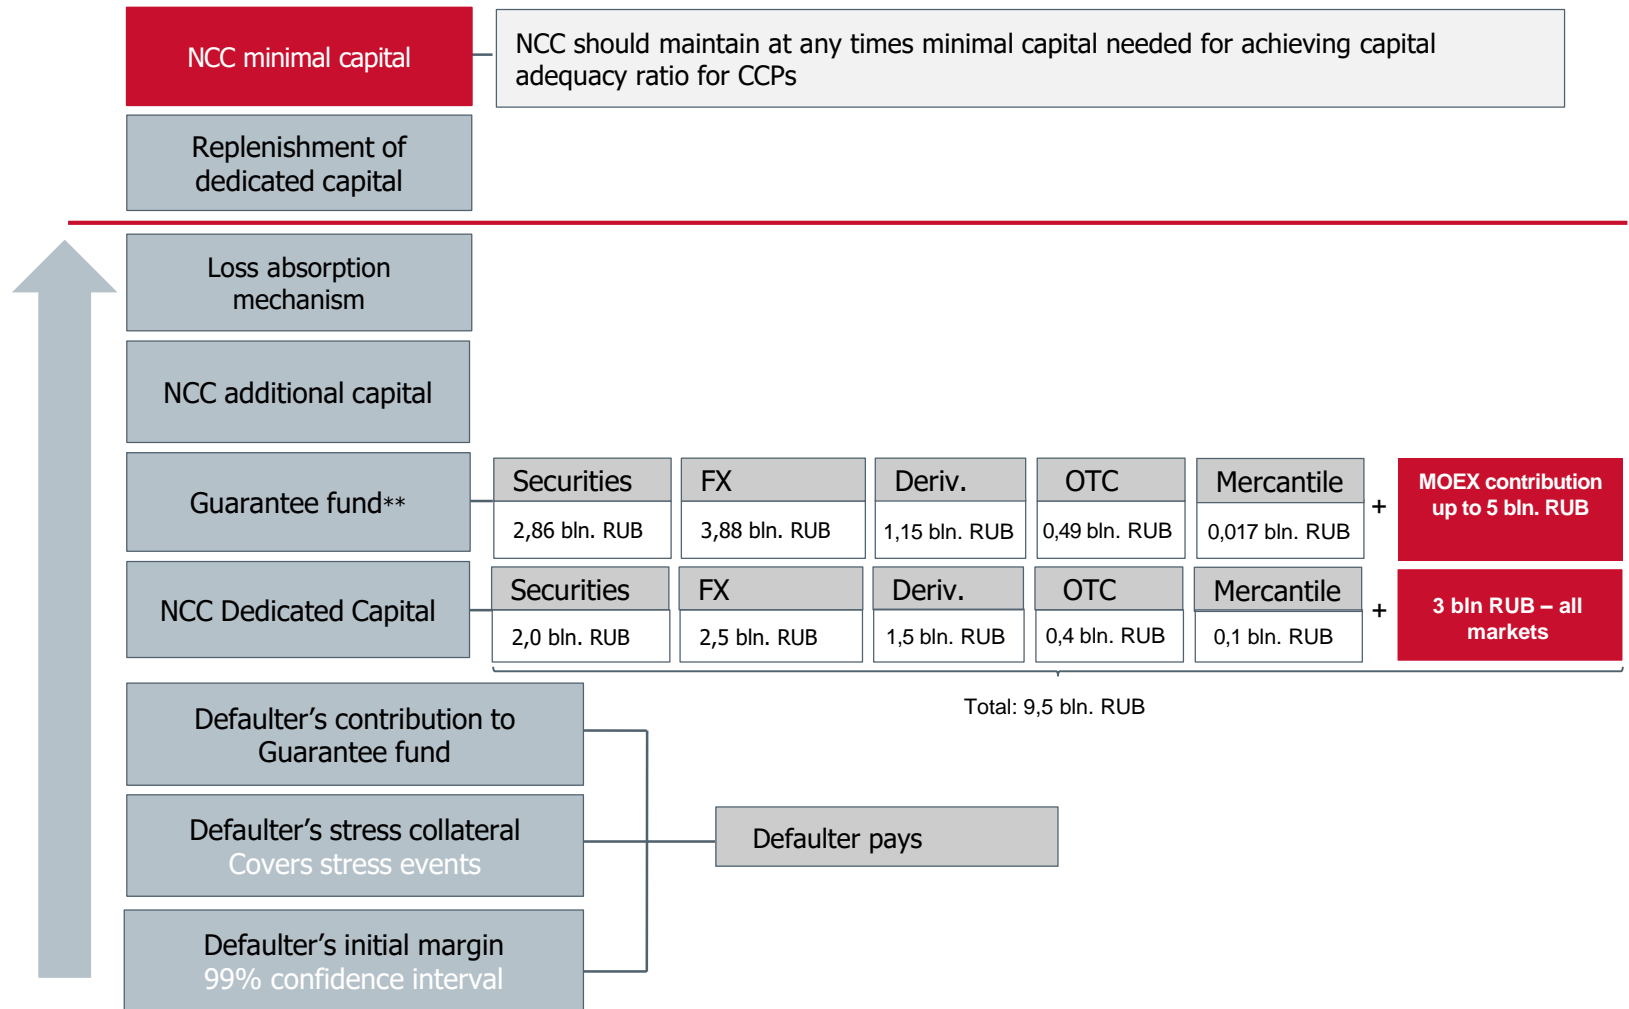 NCC minimal capital
NCC should maintain at any times minimal capital needed for achieving capital
adequacy ratio for CCPs
Replenishment of
dedicated capital
Loss absorption
mechanism
NCC additional capital
Guarantee fund**
Securities
FX
Deriv.
OTC
Mercantile
2,86 bln. RUB
3,88 bln. RUB
1,15 bln. RUB
0,49 bln. RUB
0,017 bln. RUB
+
MOEX contribution
up to 5 bln. RUB
NCC Dedicated Capital
Securities
FX
Deriv.
OTC
Mercantile
2,0 bln. RUB
2,5 bln. RUB
1,5 bln. RUB
0,4 bln. RUB
0,1 bln. RUB
+
3 bln RUB – all
markets
Total: 9,5 bln. RUB
Defaulter’s contribution to
Guarantee fund
Defaulter’s stress collateral
Covers stress events
Defaulter pays
Defaulter’s initial margin
99% confidence interval